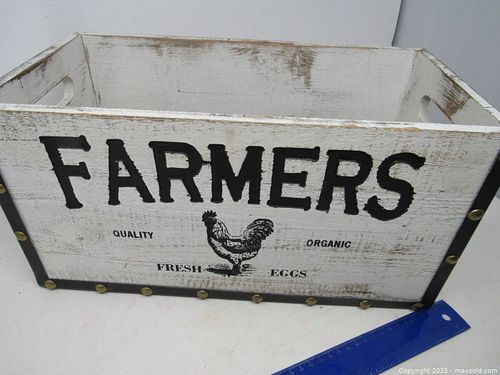 FARMERS
QUALITY ORGANIC
FRESH EGGS
Copyright 2025 - maxsold.com